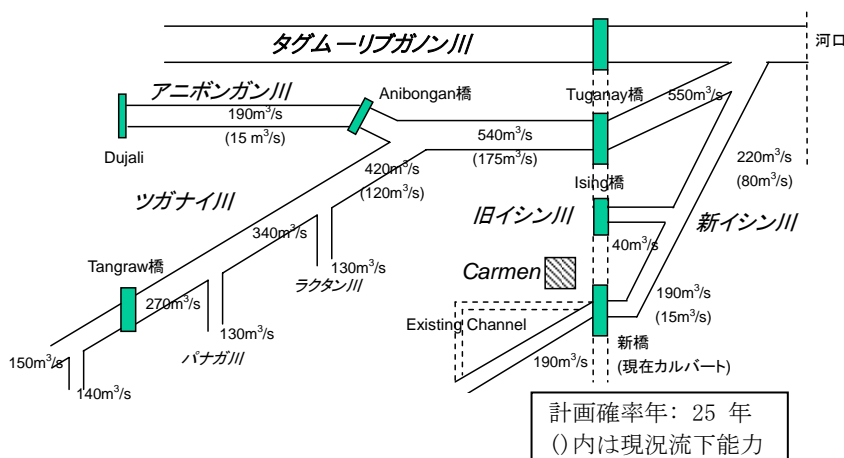 タグムーリブガノン川
河口
アニボンガン川
Anibongan橋
Tuganay橋
190m³/s
(15 m³/s)
550m³/s
Dujali
540m³/s
(175m³/s)
420m³/s
(120m³/s)
220m³/s
(80m³/s)
Ising橋
ツガナイ川
旧イシン川
新イシン川
340m³/s
40m³/s
Tangraw橋
130m³/s
ラクタン川
Carmen
270m³/s
190m³/s
(15m³/s)
Existing Channel
130m³/s
パナガ川
新橋
(現在カルバート)
150m³/s
190m³/s
140m³/s
計画確率年: 25 年
()内は現況流下能力